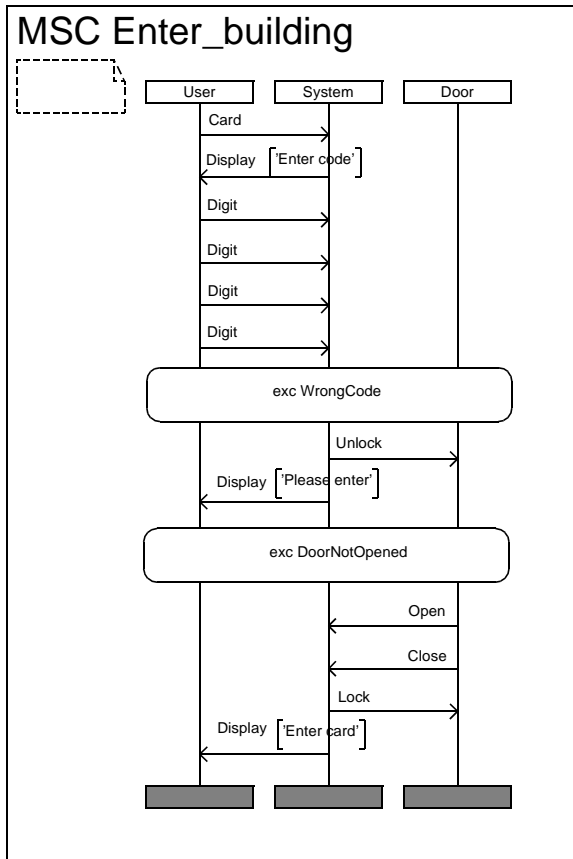 MSC Enter_building
User System Door
Card
Display 'Enter code'
Digit
Digit
Digit
Digit
exc WrongCode
Unlock
Display 'Please enter'
exc DoorNotOpened
Open
Close
Lock
Display 'Enter card'